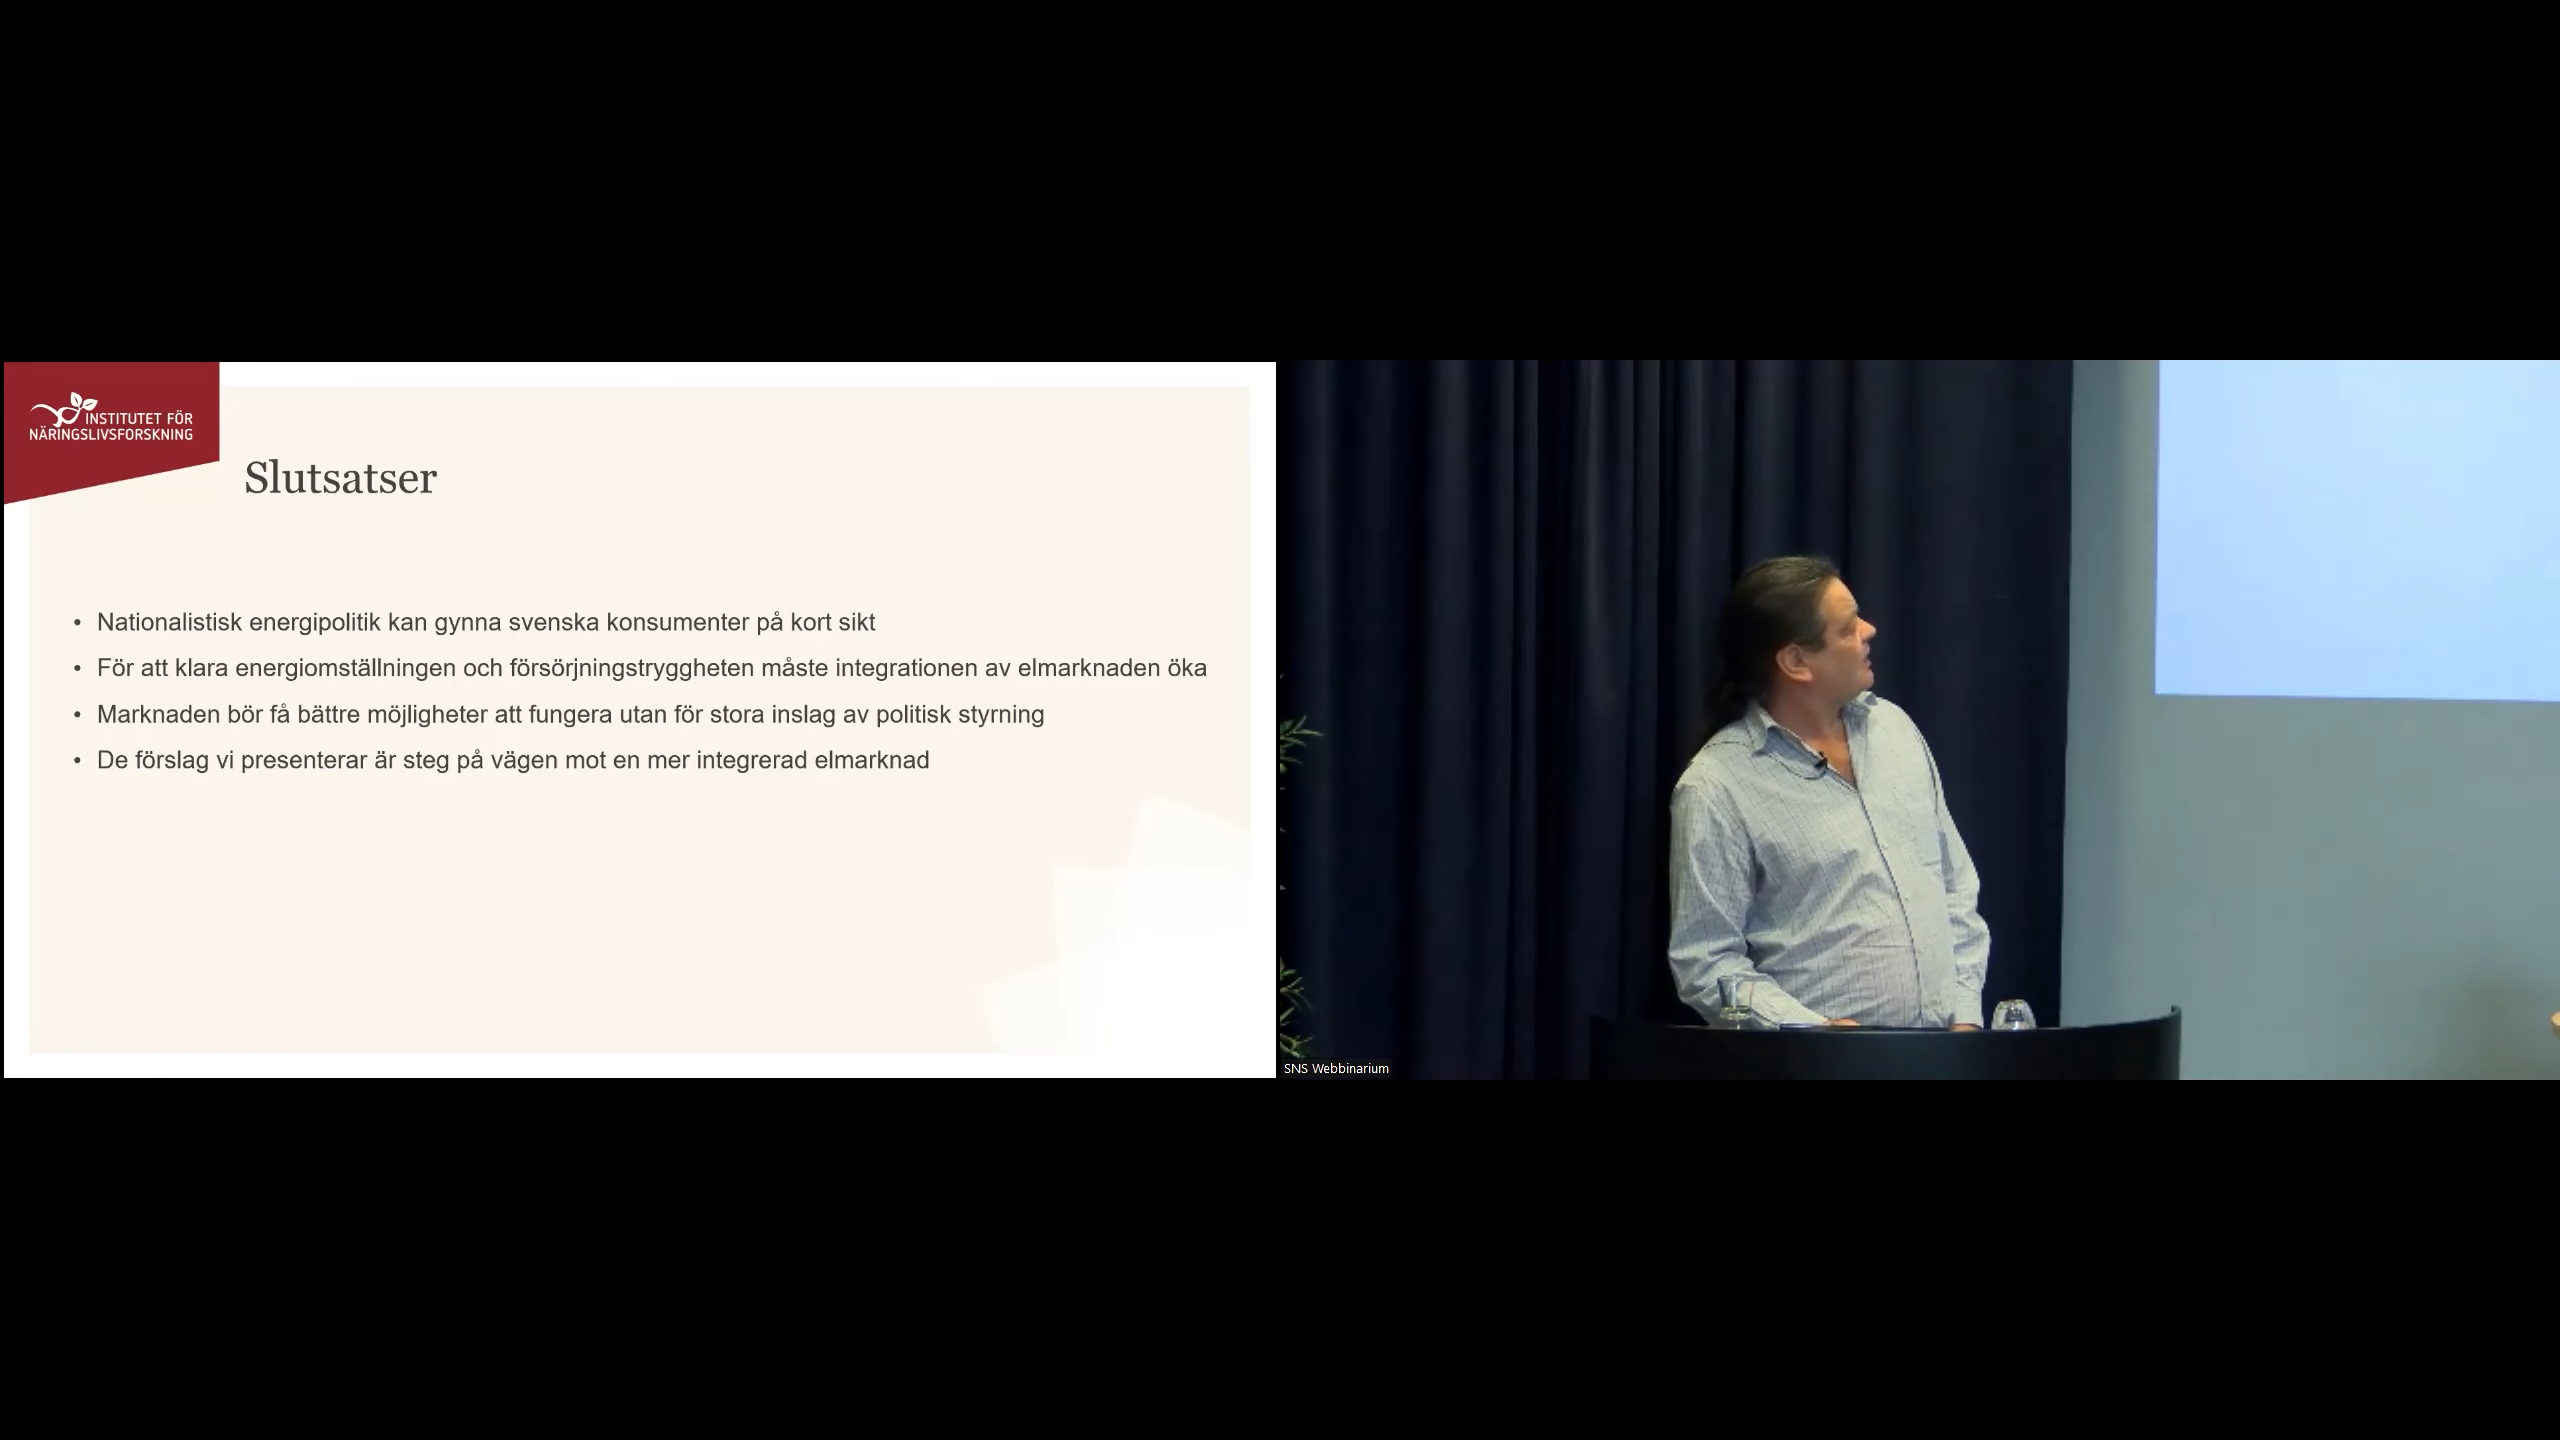 INSTITUTET FÖR
NÄRINGSLIVSFORSKNING
Slutsatser
• Nationalistisk energipolitik kan gynna svenska konsumenter på kort sikt
• För att klara energiomställningen och försörjningstryggheten måste integrationen av elmarknaden öka
• Marknaden bör få bättre möjligheter att fungera utan för stora inslag av politisk styrning
• De förslag vi presenterar är steg på vägen mot en mer integrerad elmarknad
SNS Webbinarium